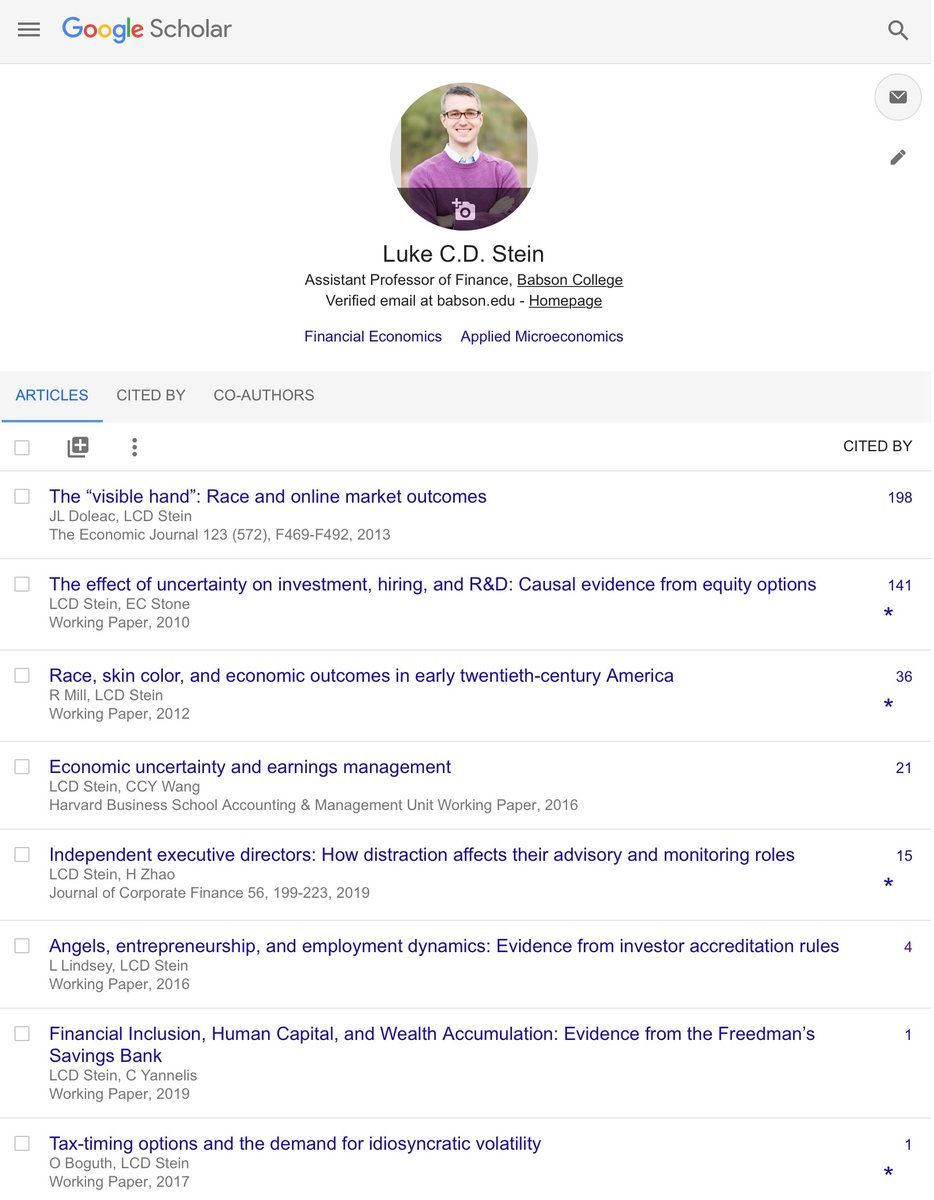 Google Scholar
Luke C.D. Stein
Assistant Professor of Finance, Babson College
Verified email at babson.edu - Homepage
Financial Economics Applied Microeconomics
ARTICLES CITED BY CO-AUTHORS
CITED BY
The “visible hand”: Race and online market outcomes 198
JL Doleac, LCD Stein
The Economic Journal 123 (572), F469-F492, 2013
The effect of uncertainty on investment, hiring, and R&D: Causal evidence from equity options 141
LCD Stein, EC Stone *
Working Paper, 2010
Race, skin color, and economic outcomes in early twentieth-century America 36
R Mill, LCD Stein *
Working Paper, 2012
Economic uncertainty and earnings management 21
LCD Stein, CCY Wang
Harvard Business School Accounting & Management Unit Working Paper, 2016
Independent executive directors: How distraction affects their advisory and monitoring roles 15
LCD Stein, H Zhao *
Journal of Corporate Finance 56, 199-223, 2019
Angels, entrepreneurship, and employment dynamics: Evidence from investor accreditation rules 4
L Lindsey, LCD Stein
Working Paper, 2016
Financial Inclusion, Human Capital, and Wealth Accumulation: Evidence from the Freedman’s 1
Savings Bank
LCD Stein, C Yannelis
Working Paper, 2019
Tax-timing options and the demand for idiosyncratic volatility 1
O Boguth, LCD Stein *
Working Paper, 2017